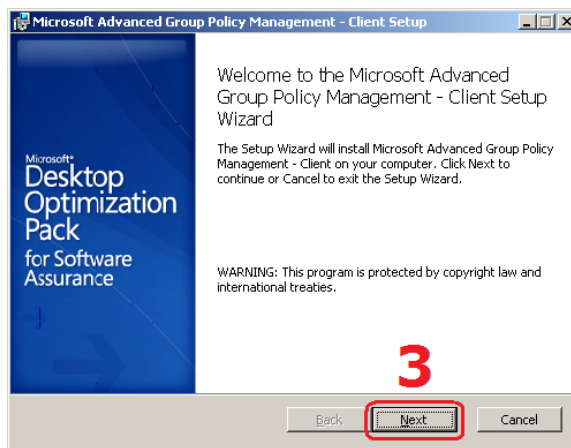 Microsoft Advanced Group Policy Management - Client Setup
Welcome to the Microsoft Advanced
Group Policy Management - Client Setup
Wizard
The Setup Wizard will install Microsoft Advanced Group Policy
Management - Client on your computer. Click Next to
continue or Cancel to exit the Setup Wizard.
Microsoft®
Desktop
Optimization
Pack
for Software
Assurance
WARNING: This program is protected by copyright law and
international treaties.
3
Back
Next
Cancel